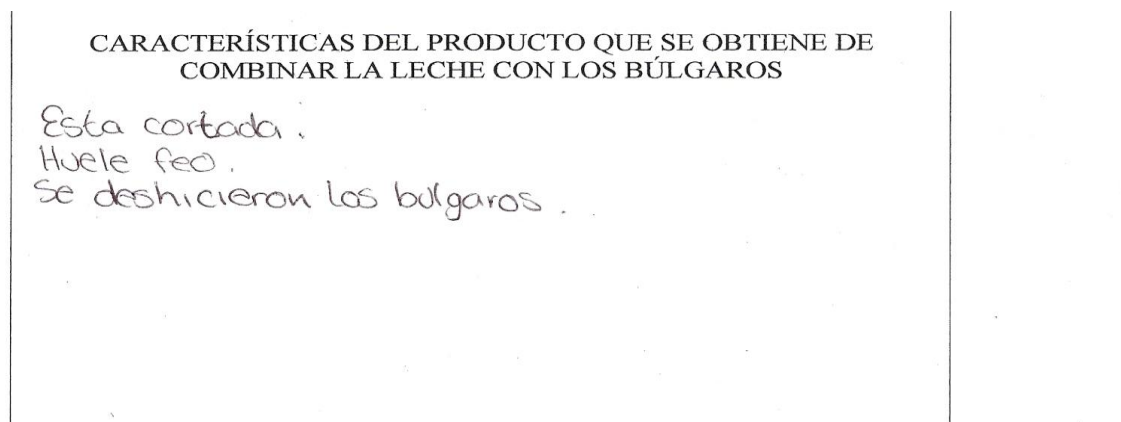 CARACTERÍSTICAS DEL PRODUCTO QUE SE OBTIENE DE
COMBINAR LA LECHE CON LOS BÚLGAROS
Esta cortada.
Huele feo.
Se deshicieron los bulgaros.